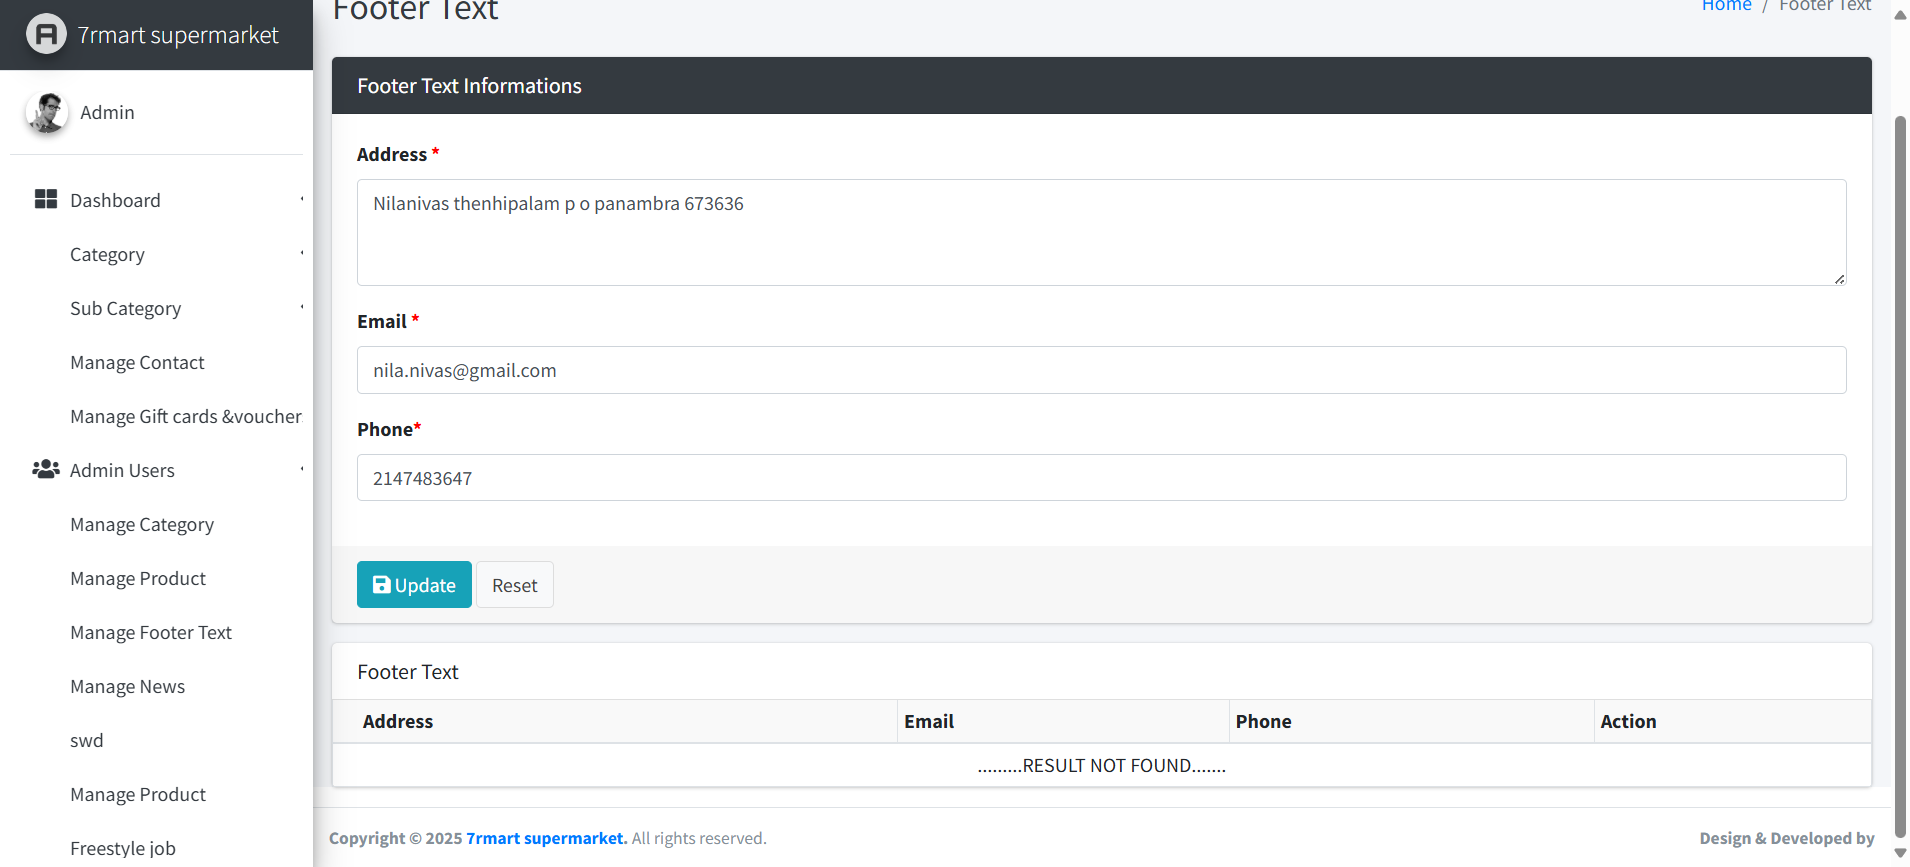 7rmart supermarket
Admin
Dashboard
Category
Sub Category
Manage Contact
Manage Gift cards &voucher
Admin Users
Manage Category
Manage Product
Manage Footer Text
Manage News
swd
Manage Product
Freestyle job
Footer Text
Home / Footer Text
Footer Text Informations
Address *
Nilanivas thenhipalam p o panambra 673636
Email *
nila.nivas@gmail.com
Phone*
2147483647
Update Reset
Footer Text
Address Email Phone Action
.........RESULT NOT FOUND.......
Copyright © 2025 7rmart supermarket. All rights reserved.
Design & Developed by